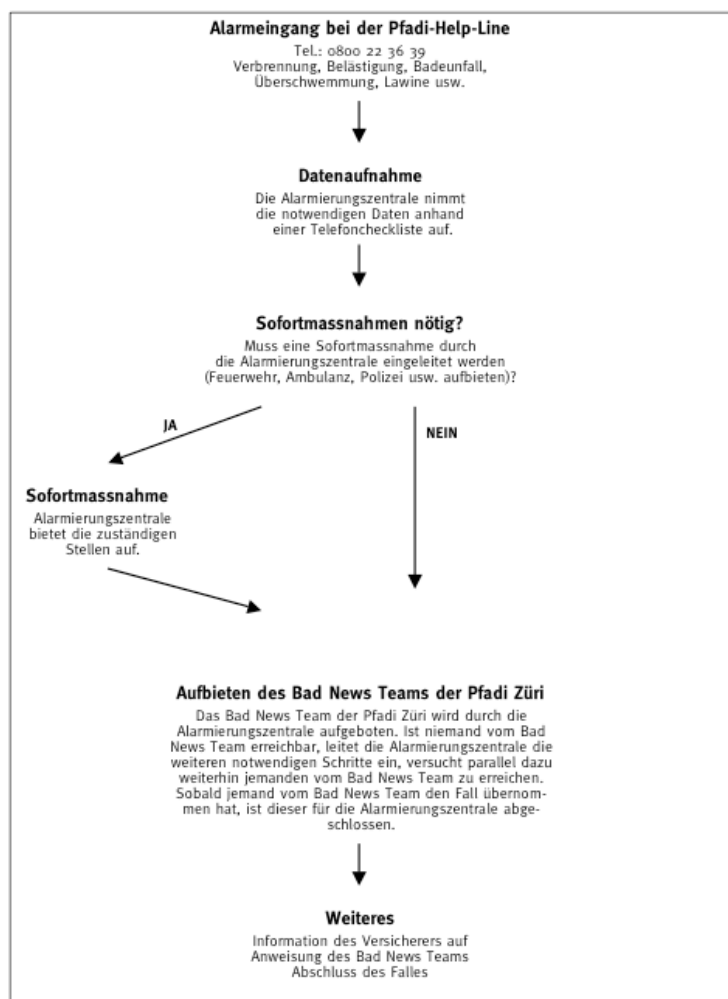 Alarmeingang bei der Pfadi-Help-Line
Tel.: 0800 22 36 39
Verbrennung, Belästigung, Badeunfall,
Überschwemmung, Lawine usw.
Datenaufnahme
Die Alarmierungszentrale nimmt
die notwendigen Daten anhand
einer Telefoncheckliste auf.
Sofortmassnahmen nötig?
Muss eine Sofortmassnahme durch
die Alarmierungszentrale eingeleitet werden
(Feuerwehr, Ambulanz, Polizei usw. aufbieten)?
JA
NEIN
Sofortmassnahme
Alarmierungszentrale
bietet die zuständigen
Stellen auf.
Aufbieten des Bad News Teams der Pfadi Züri
Das Bad News Team der Pfadi Züri wird durch die
Alarmierungszentrale aufgeboten. Ist niemand vom Bad
News Team erreichbar, leitet die Alarmierungszentrale die
weiteren notwendigen Schritte ein, versucht parallel dazu
weiterhin jemanden vom Bad News Team zu erreichen.
Sobald jemand vom Bad News Team den Fall übernom-
men hat, ist dieser für die Alarmierungszentrale abge-
schlossen.
Weiteres
Information des Versicherers auf
Anweisung des Bad News Teams
Abschluss des Falles